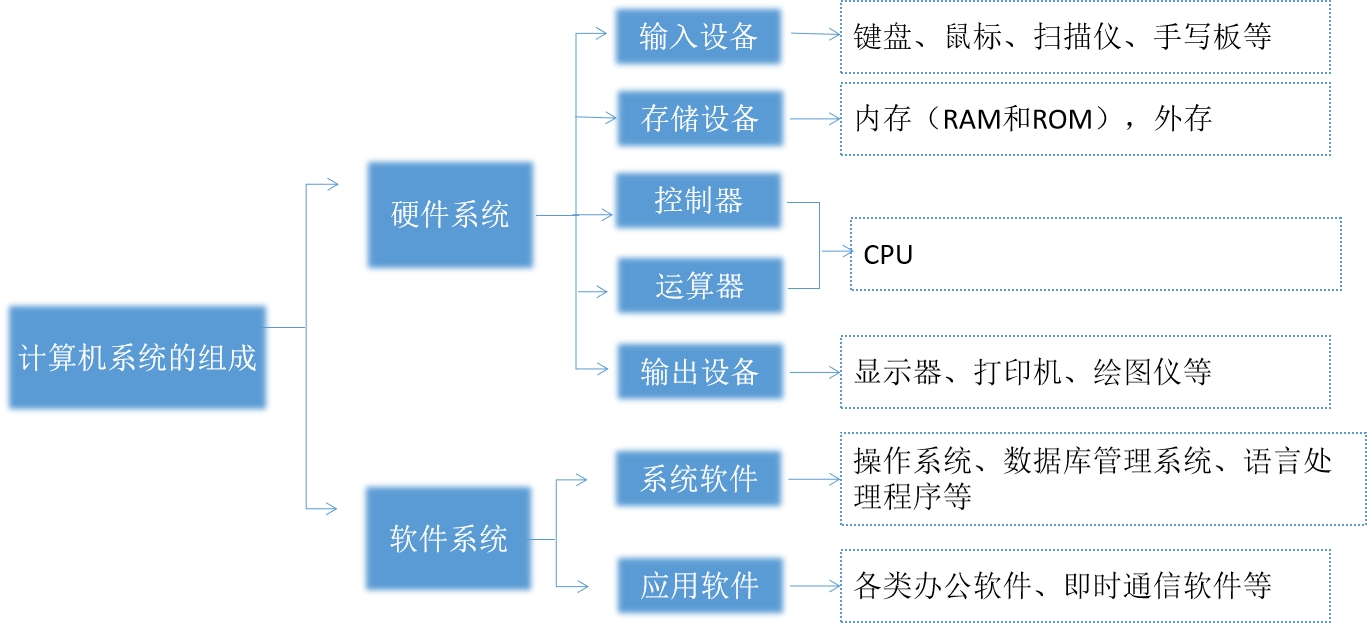 计算机系统的组成
硬件系统
输入设备
键盘、鼠标、扫描仪、手写板等
存储设备
内存（RAM和ROM），外存
控制器
运算器
CPU
输出设备
显示器、打印机、绘图仪等
软件系统
系统软件
操作系统、数据库管理系统、语言处
理程序等
应用软件
各类办公软件、即时通信软件等